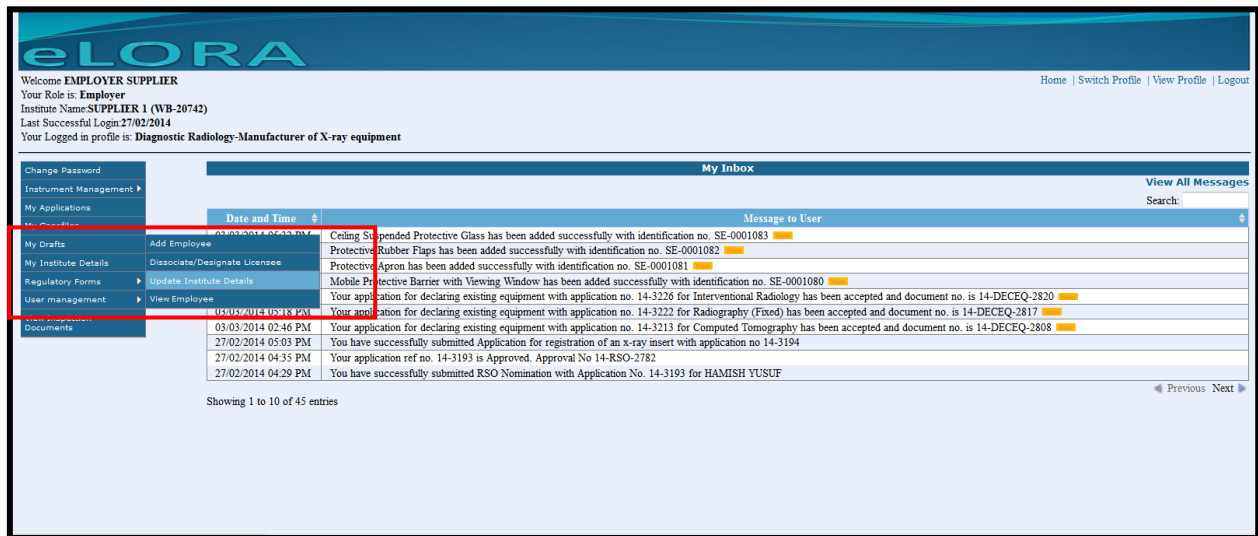 eLORA
Welcome EMPLOYER SUPPLIER
Home | Switch Profile | View Profile | Logout
Your Role is: Employer
Institute Name:SUPPLIER 1 (WB-20742)
Last Successful Login:27/02/2014
Your Logged in profile is: Diagnostic Radiology-Manufacturer of X-ray equipment
Change Password
Instrument Management
My Applications
My Drafts
My Institute Details
Regulatory Forms
User management
Documents
Add Employee
Dissociate/Designate Licensee
Update Institute Details
View Employee
My Inbox
View All Messages
Search:
Date and Time Message to User
03/03/2014 05:32 PM Ceiling Suspended Protective Glass has been added successfully with identification no. SE-0001083
Protective Rubber Flaps has been added successfully with identification no. SE-0001082
Protective Apron has been added successfully with identification no. SE-0001081
Mobile Protective Barrier with Viewing Window has been added successfully with identification no. SE-0001080
Your application for declaring existing equipment with application no. 14-3226 for Interventional Radiology has been accepted and document no. is 14-DECEQ-2820
03/03/2014 05:18 PM Your application for declaring existing equipment with application no. 14-3222 for Radiography (Fixed) has been accepted and document no. is 14-DECEQ-2817
03/03/2014 02:46 PM Your application for declaring existing equipment with application no. 14-3213 for Computed Tomography has been accepted and document no. is 14-DECEQ-2808
27/02/2014 05:03 PM You have successfully submitted Application for registration of an x-ray insert with application no 14-3194
27/02/2014 04:35 PM Your application ref no. 14-3193 is Approved. Approval No 14-RSO-2782
27/02/2014 04:29 PM You have successfully submitted RSO Nomination with Application No. 14-3193 for HAMISH YUSUF
Previous Next
Showing 1 to 10 of 45 entries